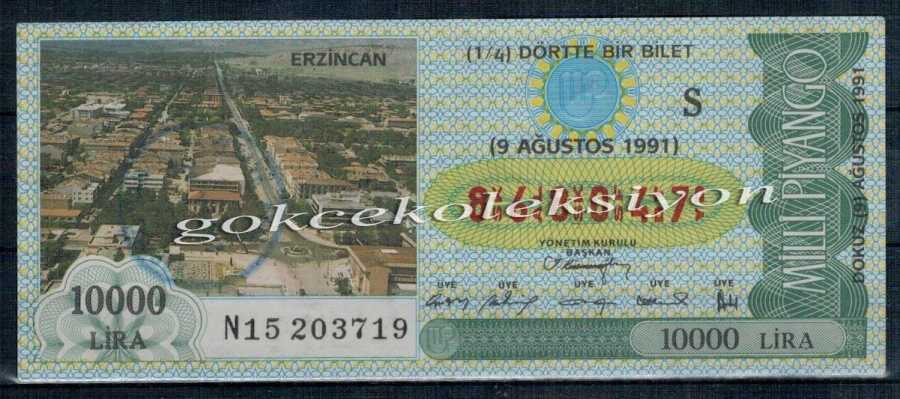 ERZİNCAN
(1/4) DÖRTTE BİR BİLET
S
(9 AĞUSTOS 1991)
gokcekoleksiyon
YÖNETİM KURULU
BAŞKAN
ÜYE ÜYE ÜYE ÜYE ÜYE
10000
LİRA
N15 203719
10000 LİRA
MİLLİ PİYANGO
DOKUZ (9) AĞUSTOS 1991